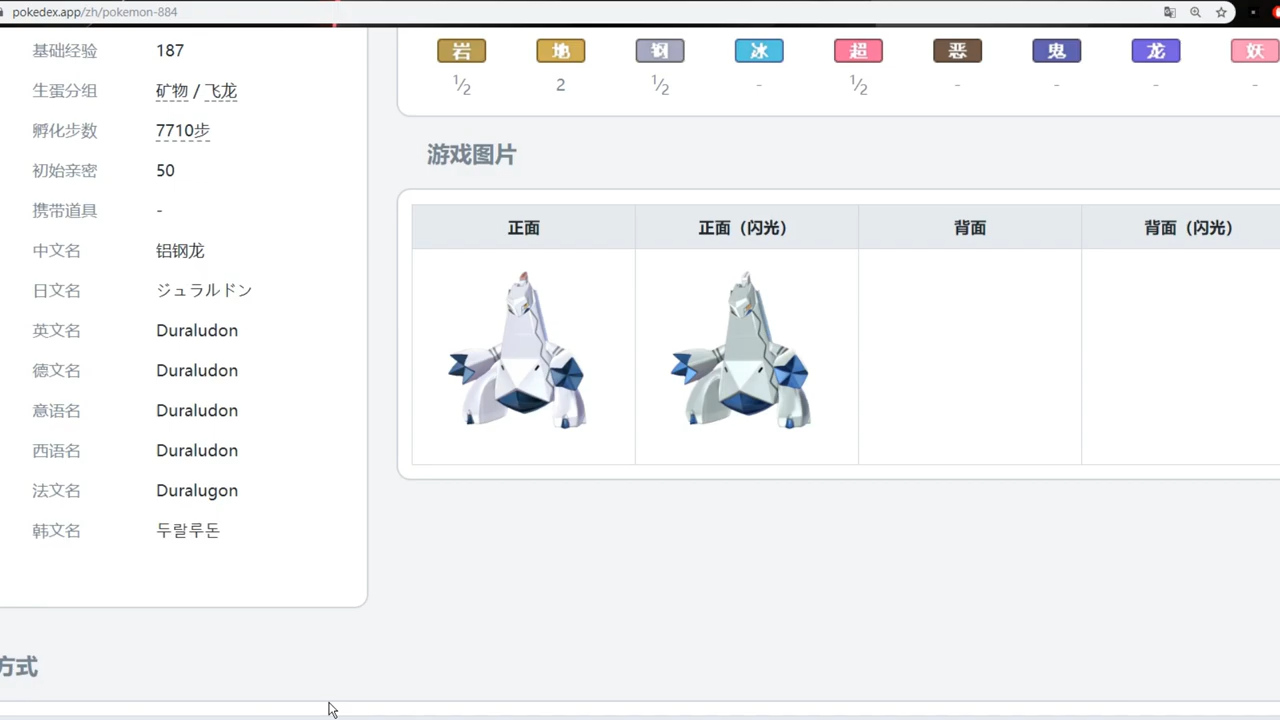 pokedex.app/zh/pokemon-884
基础经验 187
生蛋分组 矿物 / 飞龙
孵化步数 7710步
初始亲密 50
携带道具 -
中文名 铝钢龙
日文名 ジュラルドン
英文名 Duraludon
德文名 Duraludon
意语名 Duraludon
西语名 Duraludon
法文名 Duralugon
韩文名 두랄루돈
方式
岩 地 钢 冰 超 恶 鬼 龙 妖
½ 2 ½ - ½ - - - -
游戏图片
正面 正面（闪光） 背面 背面（闪光）